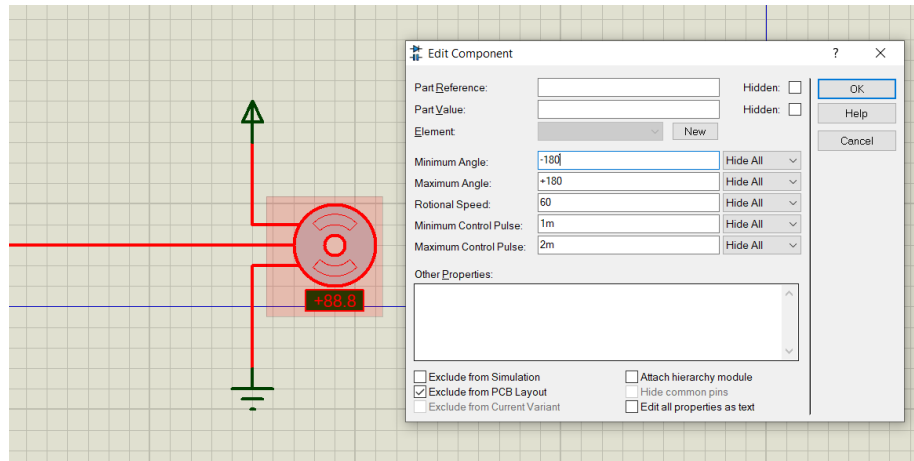 Edit Component
? ×
Part Reference:
Hidden:
OK
Part Value:
Hidden:
Help
Element:
New
Cancel
Minimum Angle:
-180
Hide All
Maximum Angle:
+180
Hide All
Rotional Speed:
60
Hide All
Minimum Control Pulse:
1m
Hide All
Maximum Control Pulse:
2m
Hide All
Other Properties:
+88.8
Exclude from Simulation
Attach hierarchy module
Exclude from PCB Layout
Hide common pins
Exclude from Current Variant
Edit all properties as text